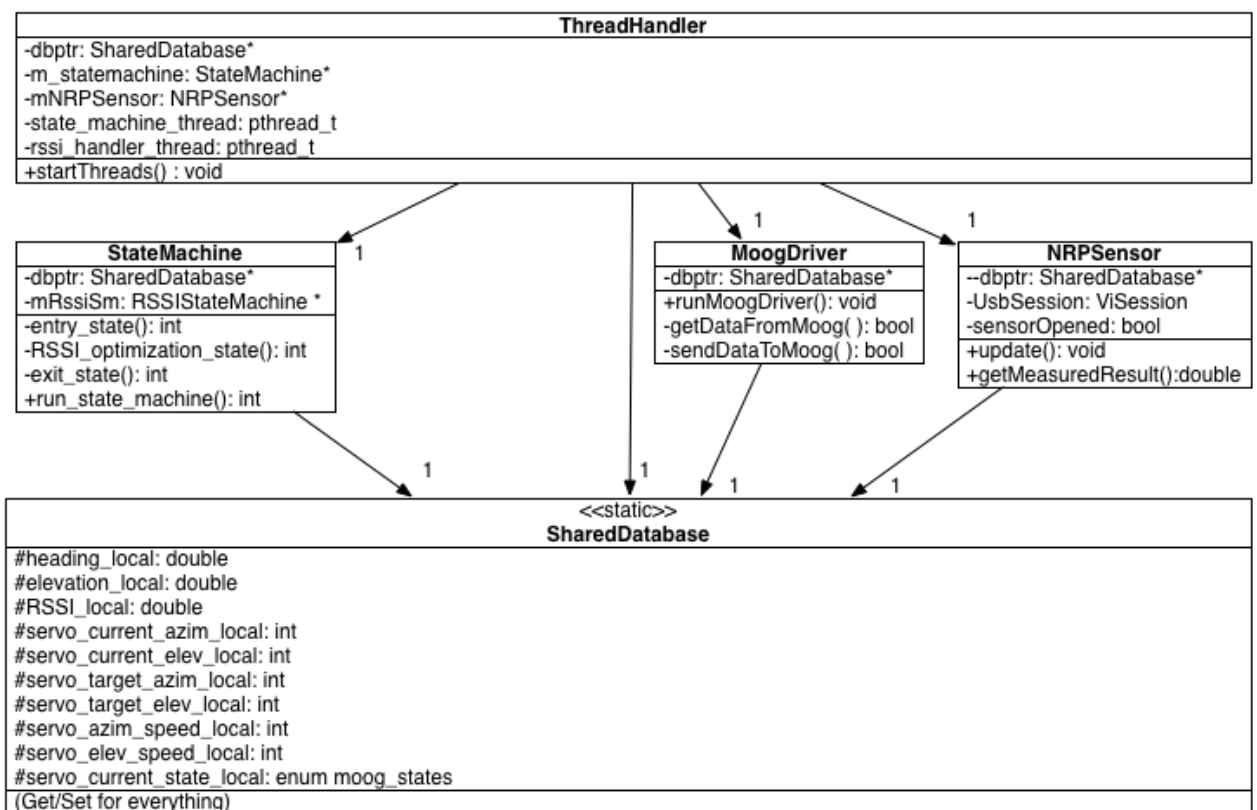 ThreadHandler
-dbptr: SharedDatabase*
-m_statemachine: StateMachine*
-mNRPSensor: NRPSensor*
-state_machine_thread: pthread_t
-rssi_handler_thread: pthread_t
+startThreads() : void
1
1
1
StateMachine
-dbptr: SharedDatabase*
-mRssiSm: RSSIStateMachine *
-entry_state(): int
-RSSI_optimization_state(): int
-exit_state(): int
+run_state_machine(): int
MoogDriver
-dbptr: SharedDatabase*
+runMoogDriver(): void
-getDataFromMoog( ): bool
-sendDataToMoog( ): bool
NRPSensor
--dbptr: SharedDatabase*
-UsbSession: ViSession
-sensorOpened: bool
+update(): void
+getMeasuredResult():double
1
1
1
1
<<static>>
SharedDatabase
#heading_local: double
#elevation_local: double
#RSSI_local: double
#servo_current_azim_local: int
#servo_current_elev_local: int
#servo_target_azim_local: int
#servo_target_elev_local: int
#servo_azim_speed_local: int
#servo_elev_speed_local: int
#servo_current_state_local: enum moog_states
(Get/Set for everything)